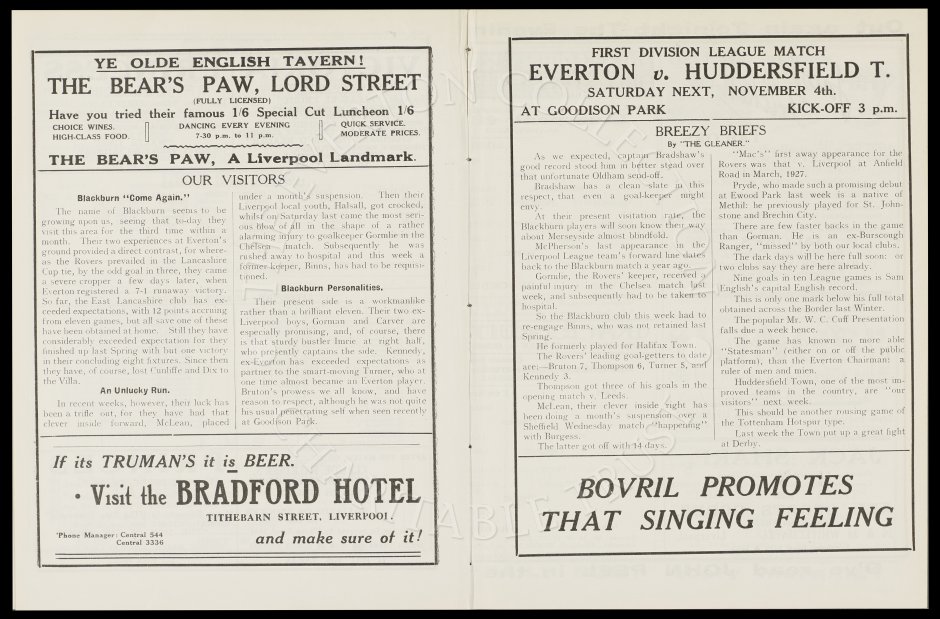 YE OLDE ENGLISH TAVERN!
THE BEAR'S PAW, LORD STREET
(FULLY LICENSED)
Have you tried their famous 1/6 Special Cut Luncheon 1/6
CHOICE WINES.
HIGH-CLASS FOOD.
DANCING EVERY EVENING
7-30 p.m. to 11 p.m.
QUICK SERVICE.
MODERATE PRICES.
THE BEAR'S PAW, A Liverpool Landmark.
OUR VISITORS
Blackburn "Come Again."
The name of Blackburn seems to be
growing upon us, seeing that to-day they
visit this area for the third time within a
month. Their two experiences at Everton's
ground provided a direct contrast, for where-
as the Rovers prevailed in the Lancashire
Cup tie, by the odd goal in three, they came
a severe cropper a few days later, when
Everton registered a 7-1 runaway victory.
So far, the East Lancashire club has ex-
ceeded expectations, with 12 points accruing
from eleven games, but all save one of these
have been obtained at home. Still they have
considerably exceeded expectation for they
finished up last Spring with but one victory
in their concluding eight fixtures. Since then
they have, of course, lost Cunliffe and Dix to
the Villa.
An Unlucky Run.
In recent weeks, however, their luck has
been a trifle out, for they have had that
clever inside forward, McLean, placed
under a month's suspension. Then their
Liverpool local youth, Halsall, got crocked,
whilst on Saturday last came the most seri-
ous blow of all in the shape of a rather
alarming injury to goalkeeper Gormlie in the
Chelsea match. Subsequently he was
rushed away to hospital and this week a
former keeper, Binns, has had to be requisi-
tioned.
Blackburn Personalities.
Their present side is a workmanlike
rather than a brilliant eleven. Their two ex-
Liverpool boys, Gorman and Carver are
especially promising, and, of course, there
is that sturdy bustler Imrie at right half,
who presently captains the side. Kennedy,
ex-Everton has exceeded expectations as
partner to the smart-moving Turner, who at
one time almost became an Everton player.
Bruton's prowess we all know, and have
reason to respect, although he was not quite
his usual penetrating self when seen recently
at Goodison Park.
If its TRUMAN'S it is BEER.
· Visit the BRADFORD HOTEL
TITHEBARN STREET, LIVERPOOL.
'Phone Manager: Central 544
Central 3336
and make sure of it!
FIRST DIVISION LEAGUE MATCH
EVERTON v. HUDDERSFIELD T.
SATURDAY NEXT, NOVEMBER 4th.
AT GOODISON PARK KICK-OFF 3 p.m.
BREEZY BRIEFS
By "THE GLEANER."
As we expected, captain Bradshaw's
good record stood him in better stead over
that unfortunate Oldham send-off.
Bradshaw has a clean slate in this
respect, that even a goal-keeper might
envy.
At their present visitation rate, the
Blackburn players will soon know their way
about Merseyside almost blindfold.
McPherson's last appearance in the
Liverpool League team's forward line dates
back to the Blackburn match a year ago.
Gormlie, the Rovers' keeper, received a
painful injury in the Chelsea match last
week, and subsequently had to be taken to
hospital.
So the Blackburn club this week had to
re-engage Binns, who was not retained last
Spring.
He formerly played for Halifax Town.
The Rovers' leading goal-getters to date
are:—Bruton 7, Thompson 6, Turner 5, and
Kennedy 3.
Thompson got three of his goals in the
opening match v. Leeds.
McLean, their clever inside right has
been doing a month's suspension over a
Sheffield Wednesday match "happening"
with Burgess.
The latter got off with 14 days.
"Mac's" first away appearance for the
Rovers was that v. Liverpool at Anfield
Road in March, 1927.
Pryde, who made such a promising debut
at Ewood Park last week is a native of
Methil: he previously played for St. John-
stone and Brechin City.
There are few faster backs in the game
than Gorman. He is an ex-Burscough
Ranger, "missed" by both our local clubs.
The dark days will be here full soon: or
two clubs say they are here already.
Nine goals in ten League games is Sam
English's capital English record.
This is only one mark below his full total
obtained across the Border last Winter.
The popular Mr. W. C. Cuff Presentation
falls due a week hence.
The game has known no more able
"Statesman" (either on or off the public
platform), than the Everton Chairman: a
ruler of men and mien.
Huddersfield Town, one of the most im-
proved teams in the country, are "our
visitors" next week.
This should be another rousing game of
the Tottenham Hotspur type.
Last week the Town put up a great fight
at Derby.
BOVRIL PROMOTES
THAT SINGING FEELING